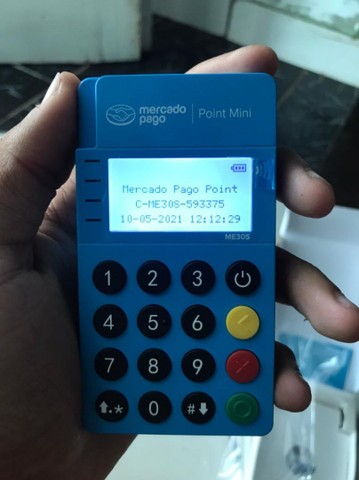 mercado
pago
Point Mini
Mercado Pago Point
C-ME30S-593375
10-05-2021 12:12:29
ME30S
1 2 3
4 5 6
7 8 9
.* 0 #